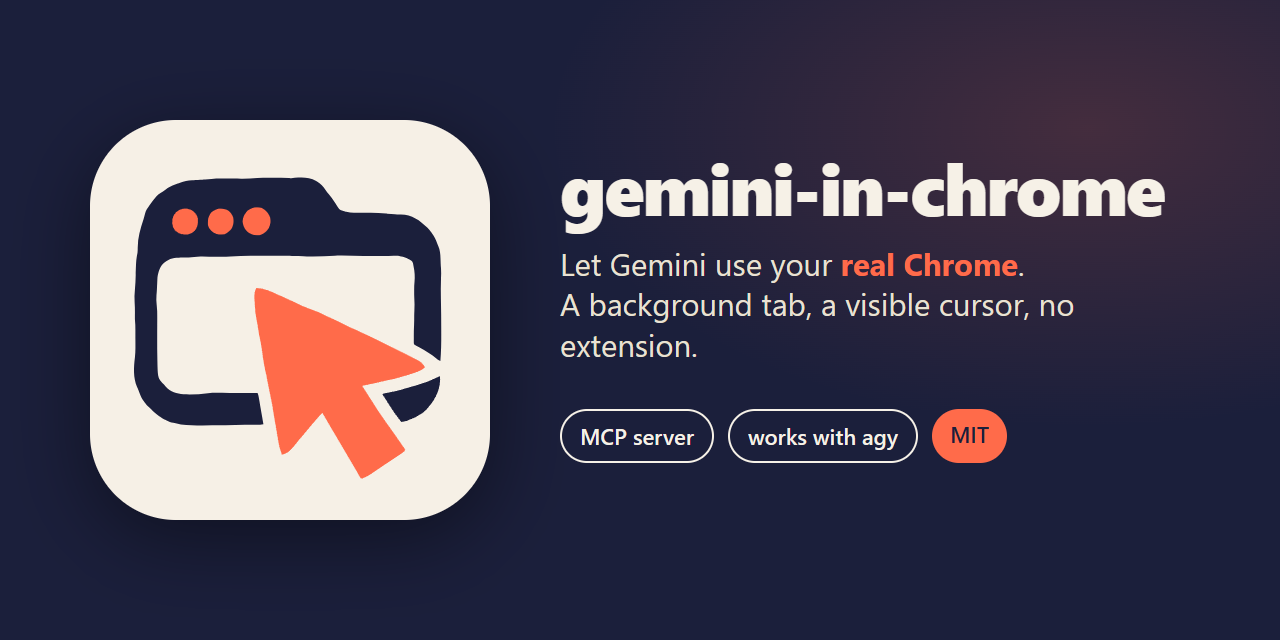 gemini-in-chrome
Let Gemini use your real Chrome.
A background tab, a visible cursor, no
extension.
MCP server
works with agy
MIT